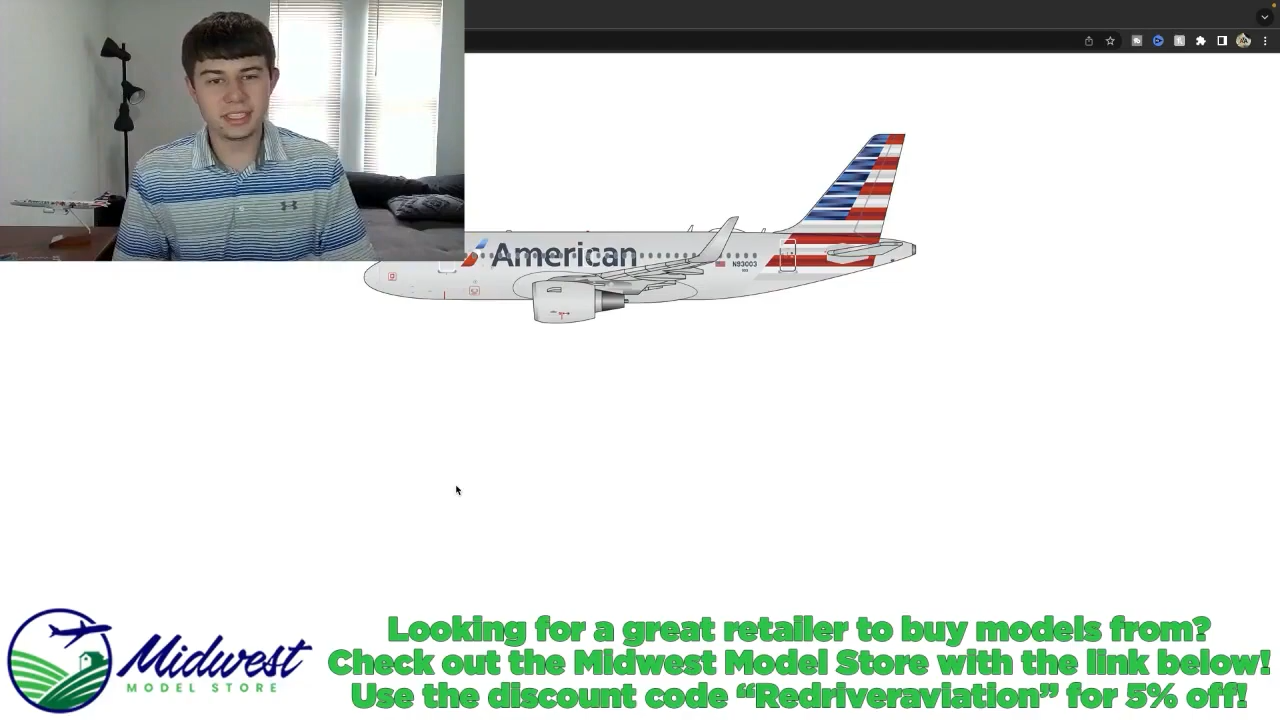 American
N93003
Midwest
MODEL STORE
Looking for a great retailer to buy models from?
Check out the Midwest Model Store with the link below!
Use the discount code “Redriveraviation” for 5% off!